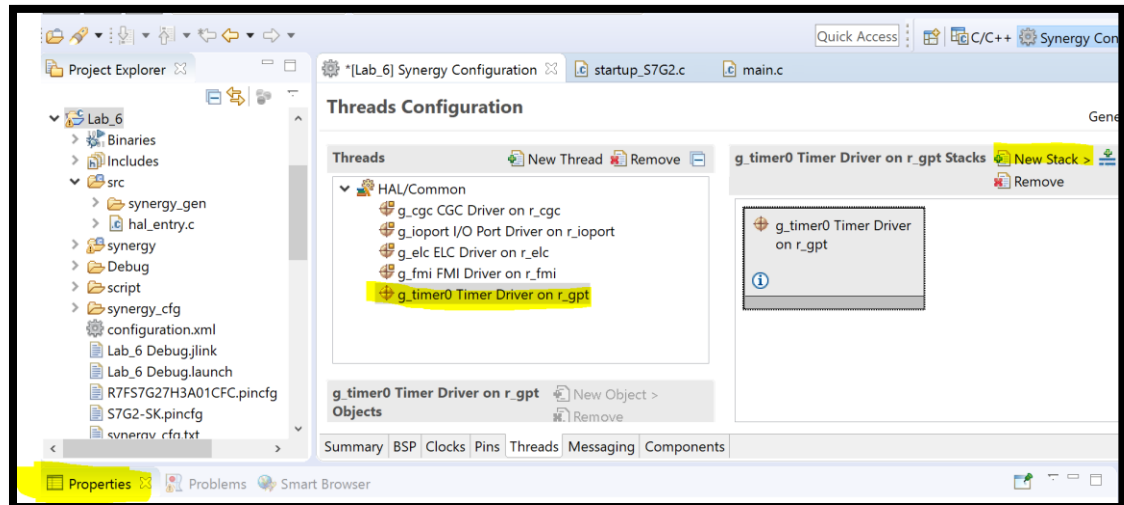 Quick Access
C/C++
Synergy Con
Project Explorer
*[Lab_6] Synergy Configuration
startup_S7G2.c
main.c
Lab_6
Binaries
Includes
src
synergy_gen
hal_entry.c
synergy
Debug
script
synergy_cfg
configuration.xml
Lab_6 Debug.jlink
Lab_6 Debug.launch
R7FS7G27H3A01CFC.pincfg
S7G2-SK.pincfg
synergy_cfg.txt
Threads Configuration
Gene
Threads
New Thread
Remove
HAL/Common
g_cgc CGC Driver on r_cgc
g_ioport I/O Port Driver on r_ioport
g_elc ELC Driver on r_elc
g_fmi FMI Driver on r_fmi
g_timer0 Timer Driver on r_gpt
g_timer0 Timer Driver on r_gpt Stacks
New Stack >
Remove
g_timer0 Timer Driver
on r_gpt
g_timer0 Timer Driver on r_gpt
Objects
New Object >
Remove
Summary BSP Clocks Pins Threads Messaging Components
Properties
Problems
Smart Browser